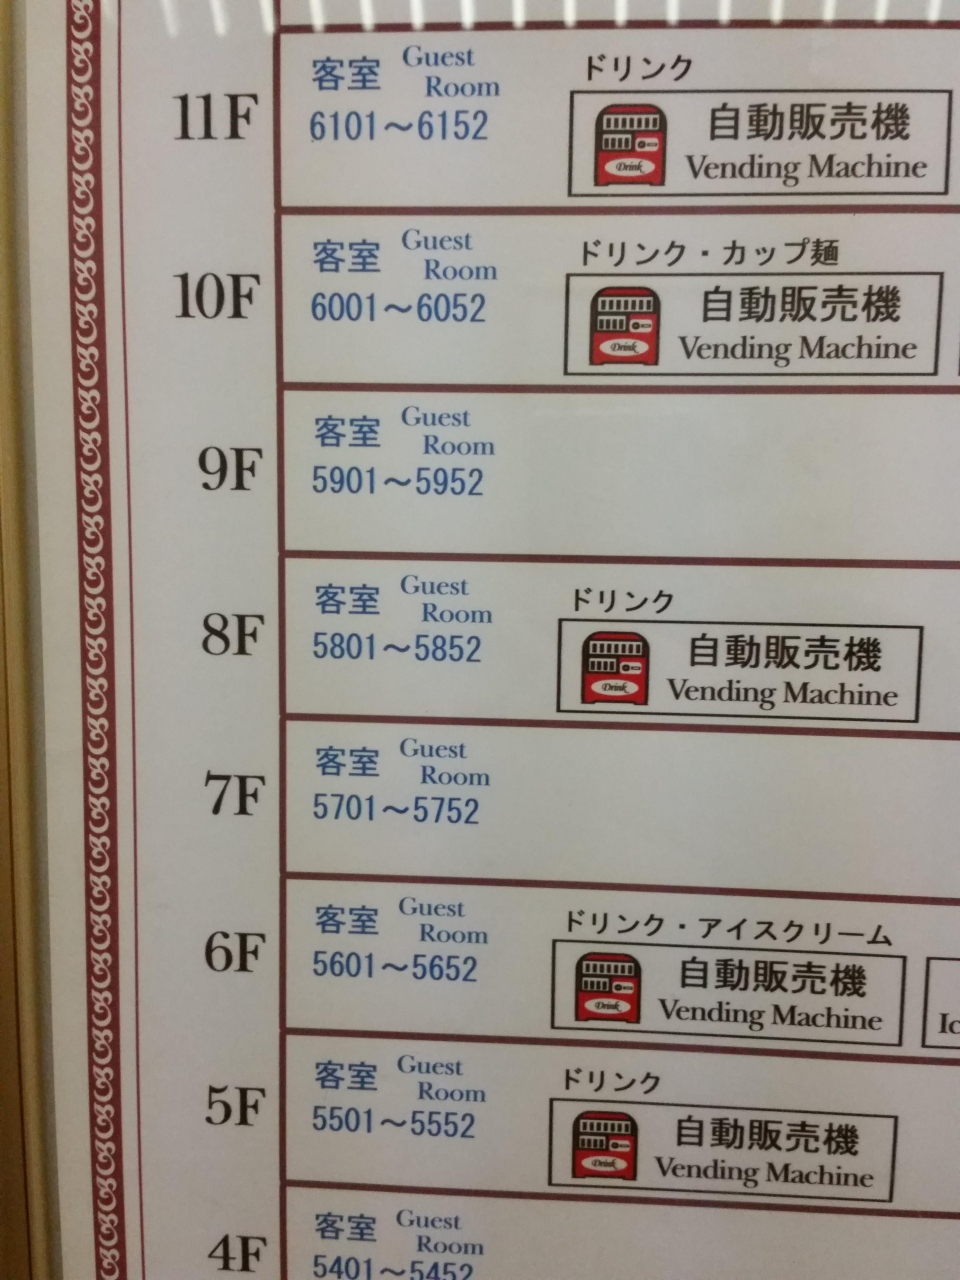 11F
客室 Guest Room
6101～6152
ドリンク
Drink
自動販売機
Vending Machine
10F
客室 Guest Room
6001～6052
ドリンク・カップ麺
Drink
自動販売機
Vending Machine
9F
客室 Guest Room
5901～5952
8F
客室 Guest Room
5801～5852
ドリンク
Drink
自動販売機
Vending Machine
7F
客室 Guest Room
5701～5752
6F
客室 Guest Room
5601～5652
ドリンク・アイスクリーム
Drink
自動販売機
Vending Machine
Ic
5F
客室 Guest Room
5501～5552
ドリンク
Drink
自動販売機
Vending Machine
4F
客室 Guest Room
5401～5452